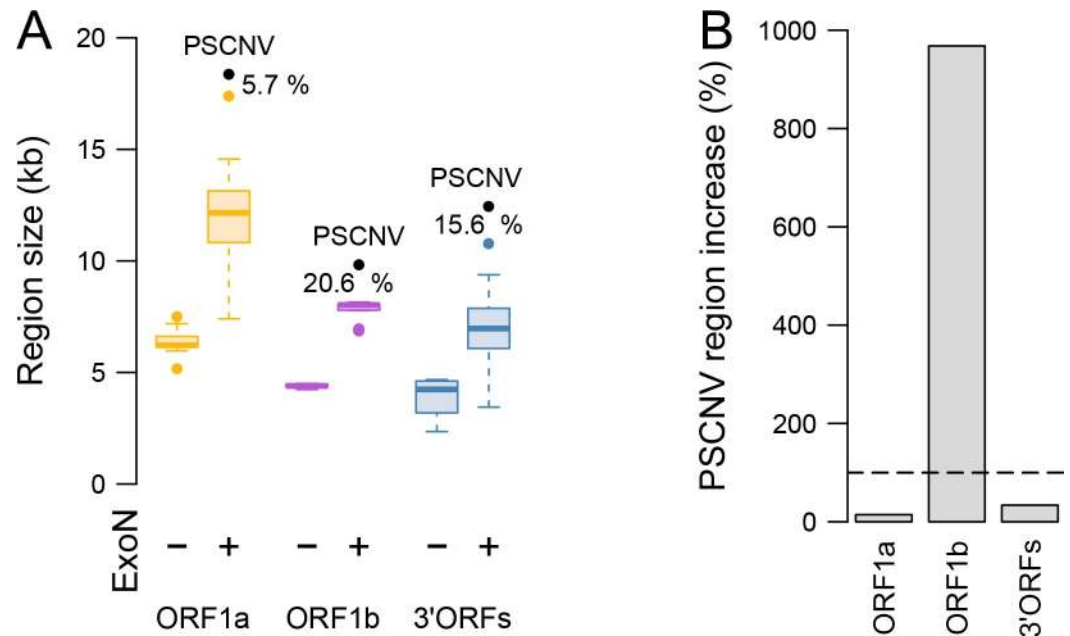 A
Region size (kb)
20
15
10
5
0
PSCNV
5.7 %
PSCNV
20.6 %
PSCNV
15.6 %
ExoN
− + − + − +
ORF1a ORF1b 3'ORFs
B
PSCNV region increase (%)
1000
800
600
400
200
0
ORF1a
ORF1b
3'ORFs